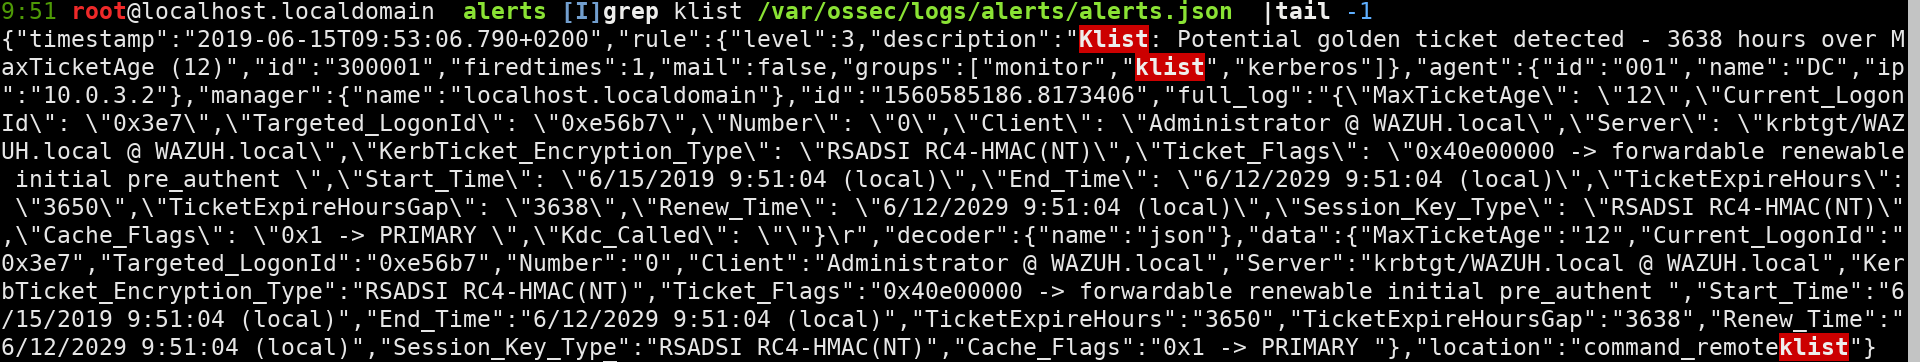 9:51 root@localhost.localdomain  alerts [I]grep klist /var/ossec/logs/alerts/alerts.json  |tail -1
{"timestamp":"2019-06-15T09:53:06.790+0200","rule":{"level":3,"description":"Klist: Potential golden ticket detected - 3638 hours over M
axTicketAge (12)","id":"300001","firedtimes":1,"mail":false,"groups":["monitor","klist","kerberos"]},"agent":{"id":"001","name":"DC","ip
":"10.0.3.2"},"manager":{"name":"localhost.localdomain"},"id":"1560585186.8173406","full_log":"{\"MaxTicketAge\": \"12\",\"Current_Logon
Id\": \"0x3e7\",\"Targeted_LogonId\": \"0xe56b7\",\"Number\": \"0\",\"Client\": \"Administrator @ WAZUH.local\",\"Server\": \"krbtgt/WAZ
UH.local @ WAZUH.local\",\"KerbTicket_Encryption_Type\": \"RSADSI RC4-HMAC(NT)\",\"Ticket_Flags\": \"0x40e00000 -> forwardable renewable
 initial pre_authent \",\"Start_Time\": \"6/15/2019 9:51:04 (local)\",\"End_Time\": \"6/12/2029 9:51:04 (local)\",\"TicketExpireHours\":
 \"3650\",\"TicketExpireHoursGap\": \"3638\",\"Renew_Time\": \"6/12/2029 9:51:04 (local)\",\"Session_Key_Type\": \"RSADSI RC4-HMAC(NT)\"
,\"Cache_Flags\": \"0x1 -> PRIMARY \",\"Kdc_Called\": \"\"}\r","decoder":{"name":"json"},"data":{"MaxTicketAge":"12","Current_LogonId":"
0x3e7","Targeted_LogonId":"0xe56b7","Number":"0","Client":"Administrator @ WAZUH.local","Server":"krbtgt/WAZUH.local @ WAZUH.local","Ker
bTicket_Encryption_Type":"RSADSI RC4-HMAC(NT)","Ticket_Flags":"0x40e00000 -> forwardable renewable initial pre_authent ","Start_Time":"6
/15/2019 9:51:04 (local)","End_Time":"6/12/2029 9:51:04 (local)","TicketExpireHours":"3650","TicketExpireHoursGap":"3638","Renew_Time":"
6/12/2029 9:51:04 (local)","Session_Key_Type":"RSADSI RC4-HMAC(NT)","Cache_Flags":"0x1 -> PRIMARY "},"location":"command_remoteklist"}